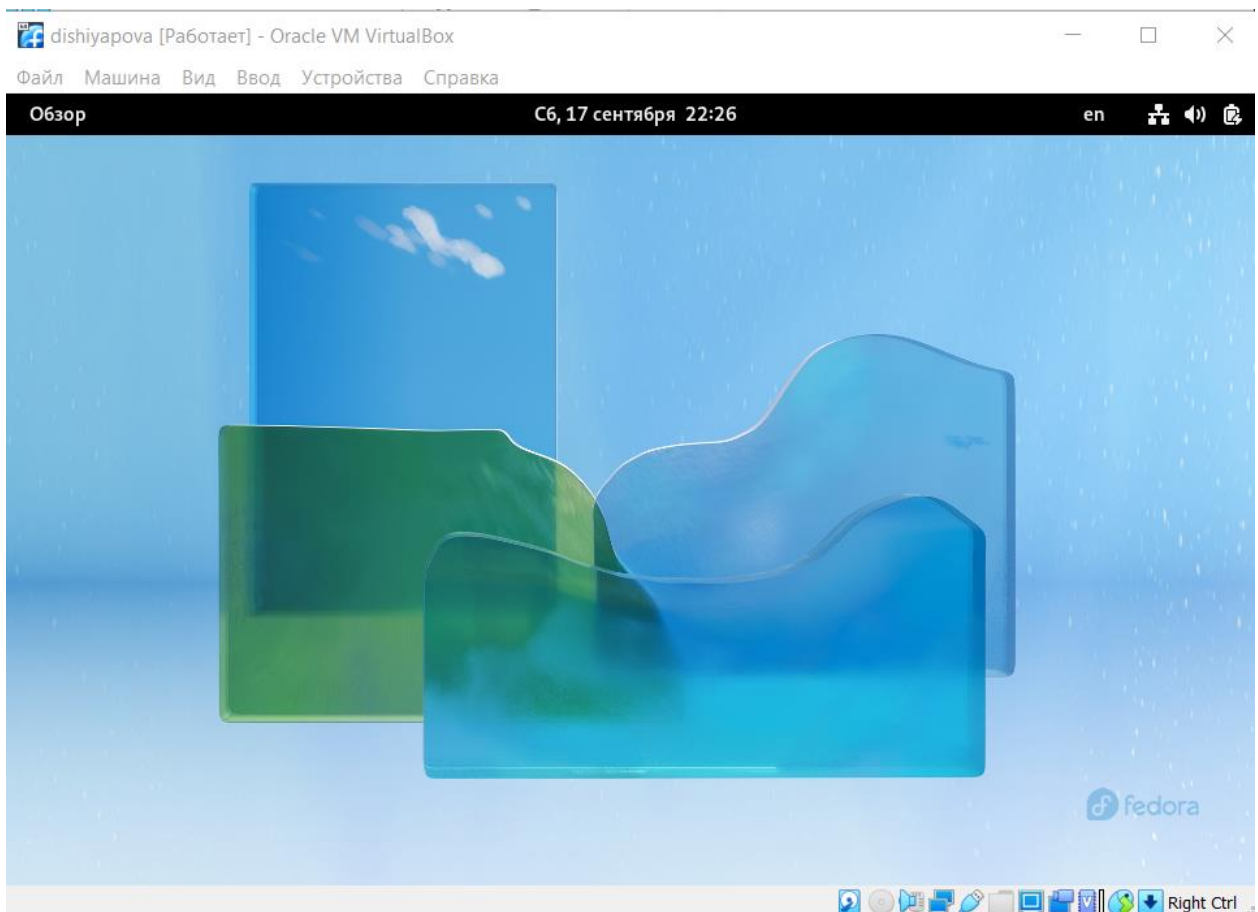 dishiyapova [Работает] - Oracle VM VirtualBox
Файл Машина Вид Ввод Устройства Справка
Обзор Сб, 17 сентября 22:26 en
fedora
Right Ctrl